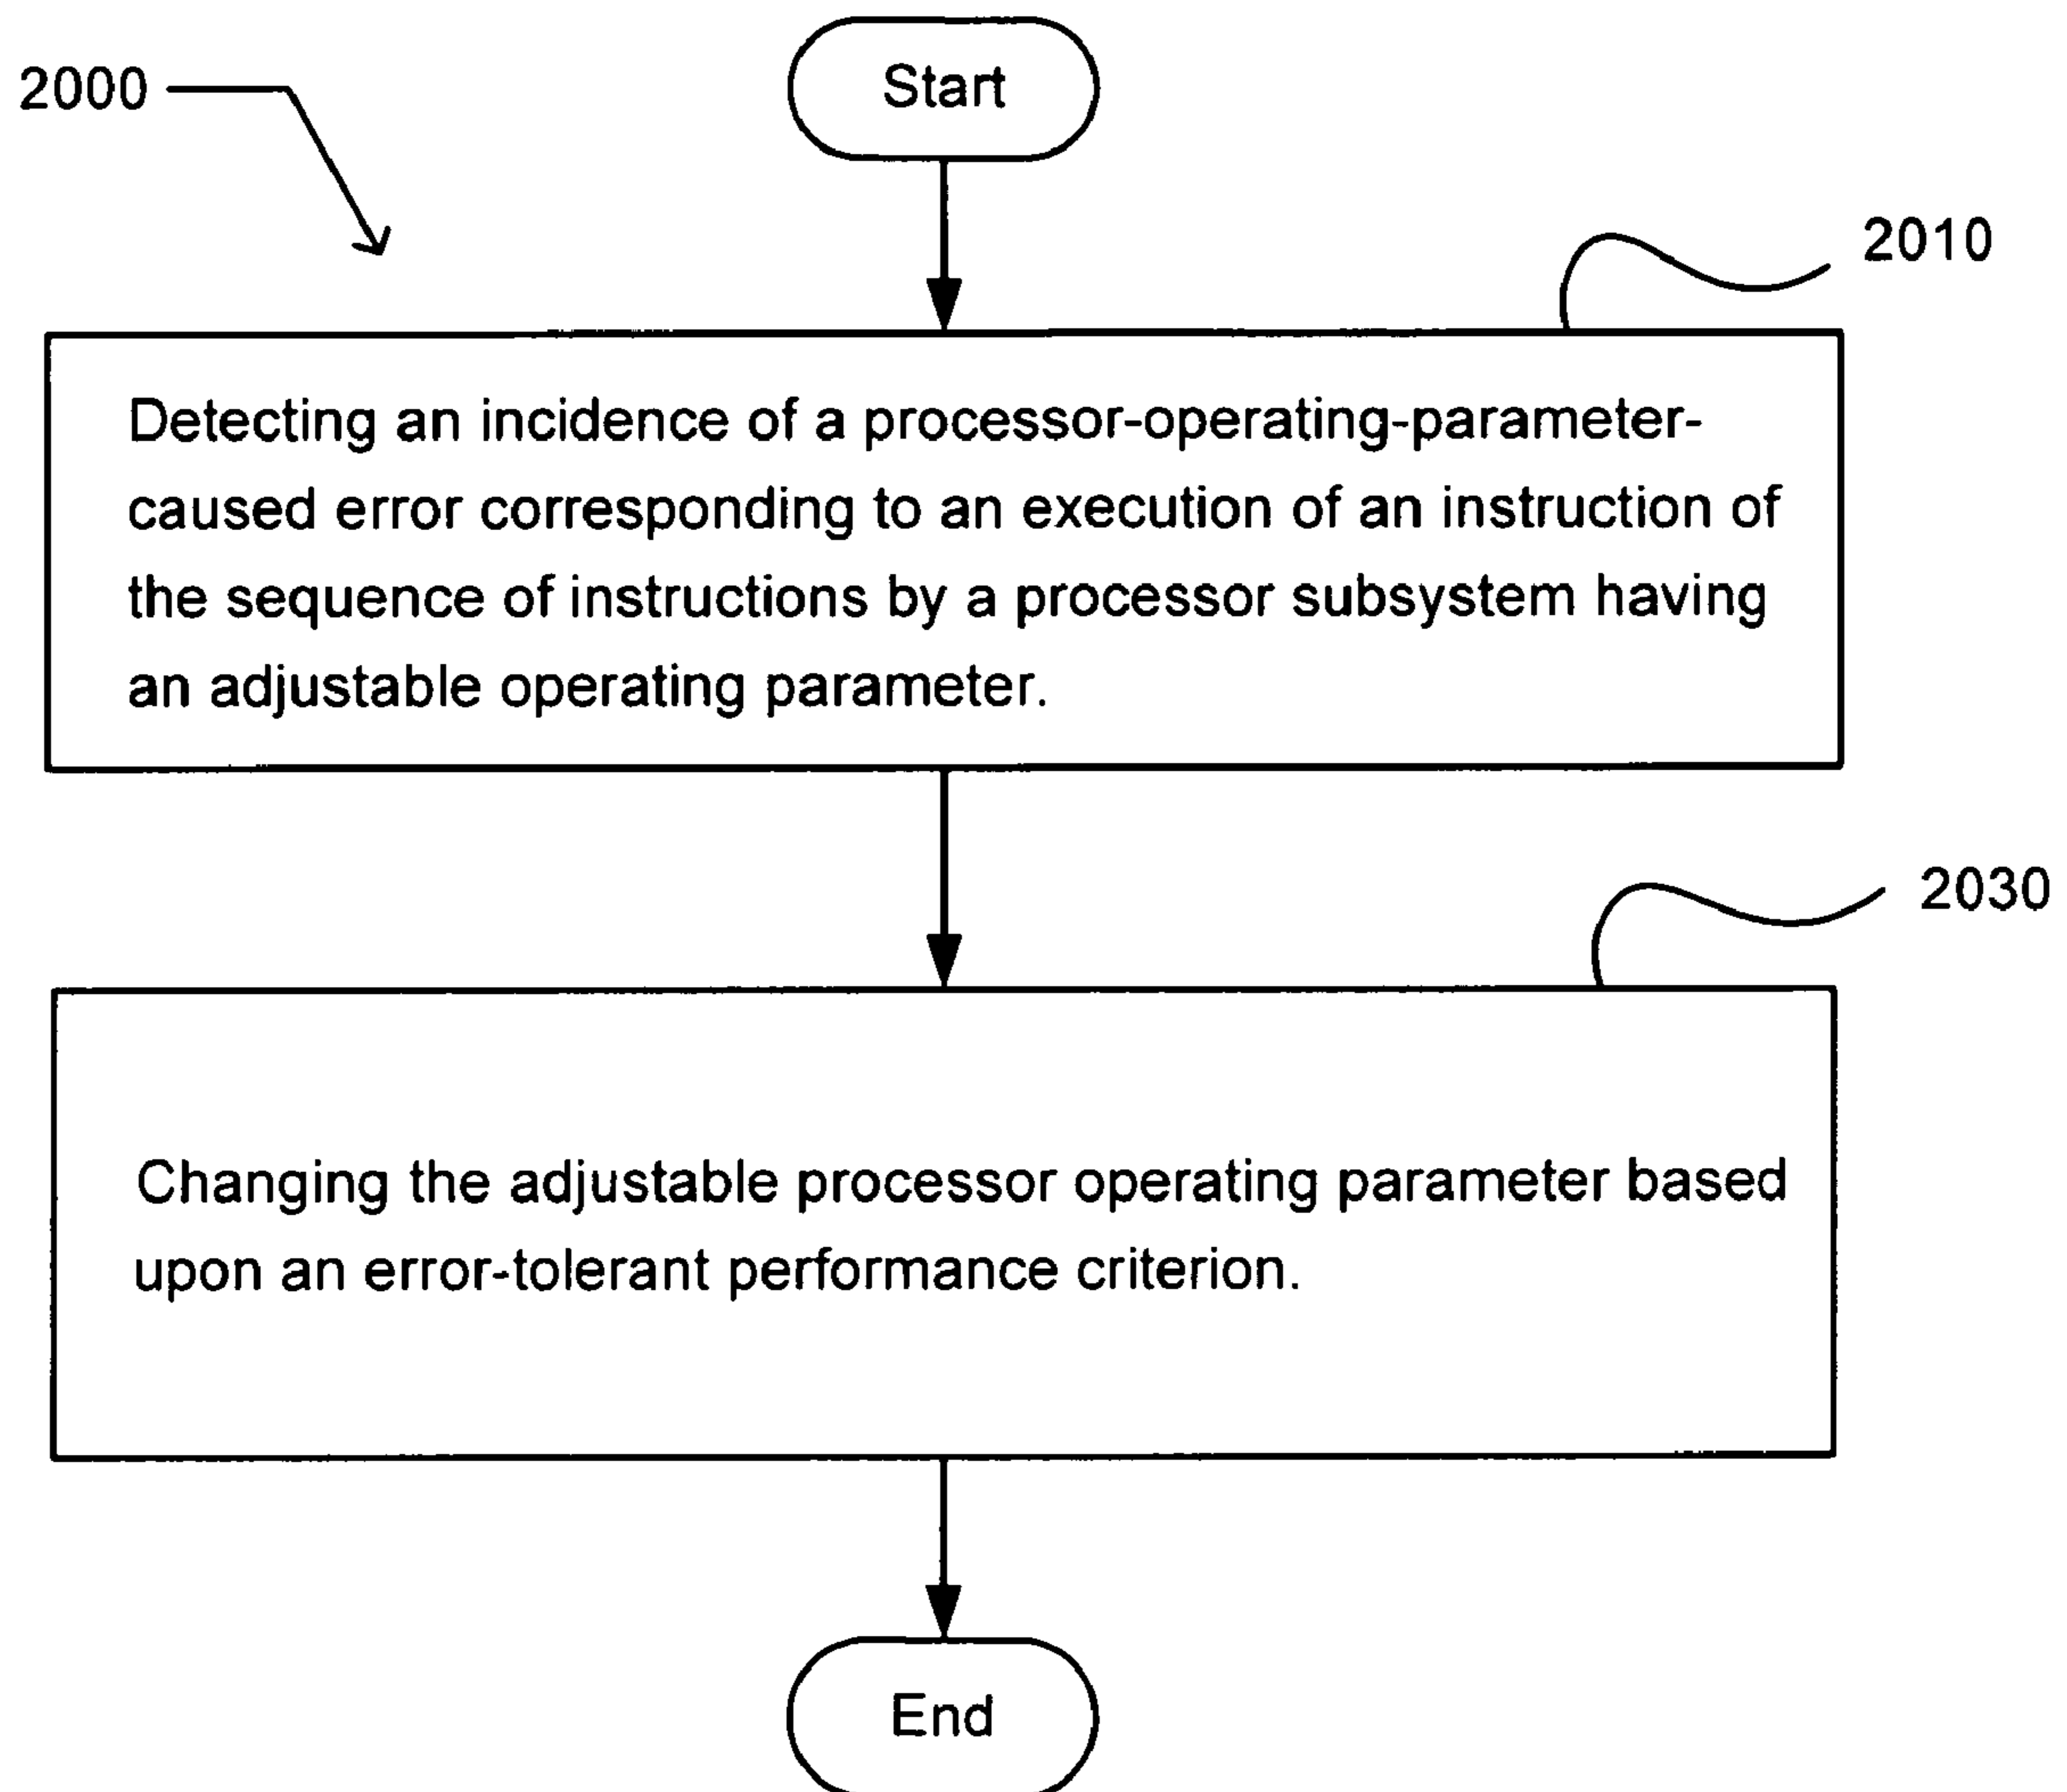 2000
Start
2010
Detecting an incidence of a processor-operating-parameter-
caused error corresponding to an execution of an instruction of
the sequence of instructions by a processor subsystem having
an adjustable operating parameter.
2030
Changing the adjustable processor operating parameter based
upon an error-tolerant performance criterion.
End